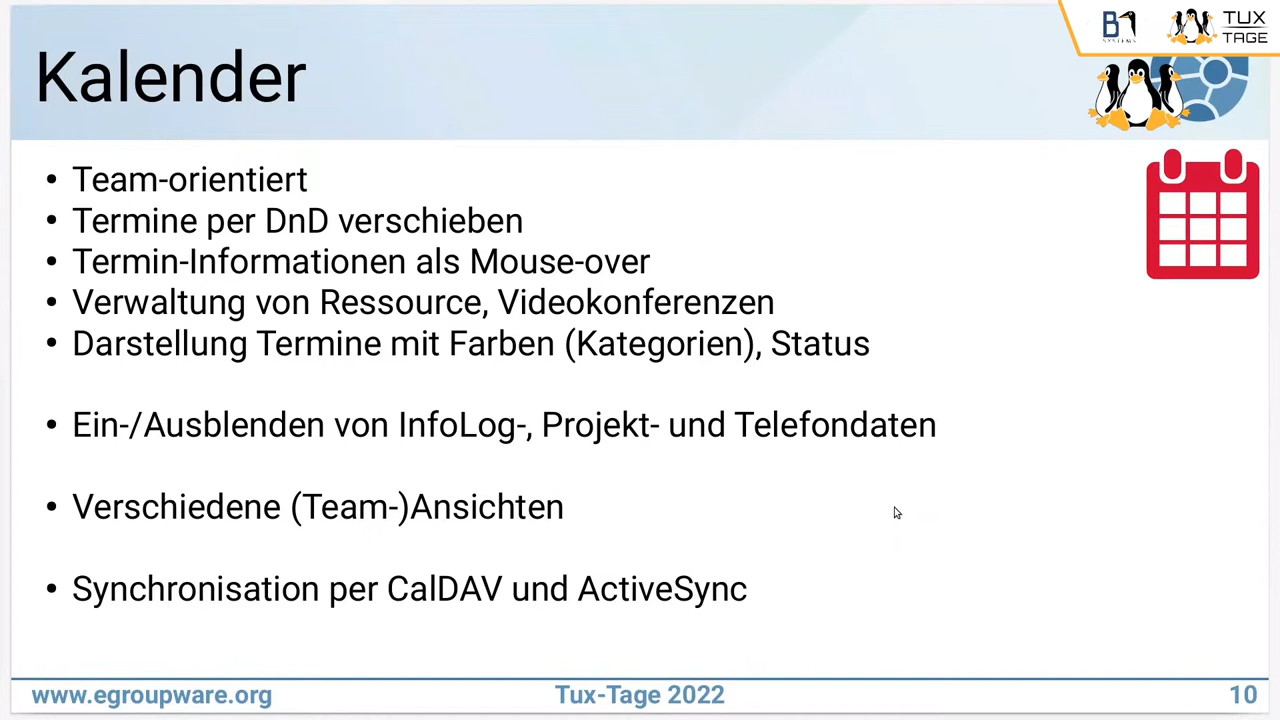 B1
SYSTEMS
TUX
TAGE
Kalender
• Team-orientiert
• Termine per DnD verschieben
• Termin-Informationen als Mouse-over
• Verwaltung von Ressource, Videokonferenzen
• Darstellung Termine mit Farben (Kategorien), Status
• Ein-/Ausblenden von InfoLog-, Projekt- und Telefondaten
• Verschiedene (Team-)Ansichten
• Synchronisation per CalDAV und ActiveSync
www.egroupware.org
Tux-Tage 2022
10